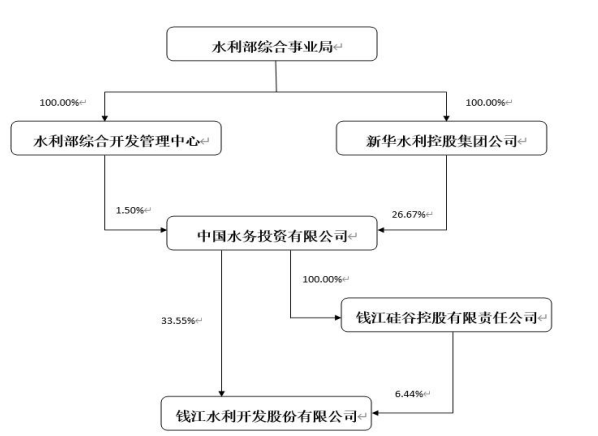 水利部综合事业局↵
100.00%↵
100.00%↵
水利部综合开发管理中心↵
新华水利控股集团公司↵
1.50%↵
26.67%↵
中国水务投资有限公司↵
100.00%↵
33.55%↵
钱江硅谷控股有限责任公司↵
6.44%↵
钱江水利开发股份有限公司↵